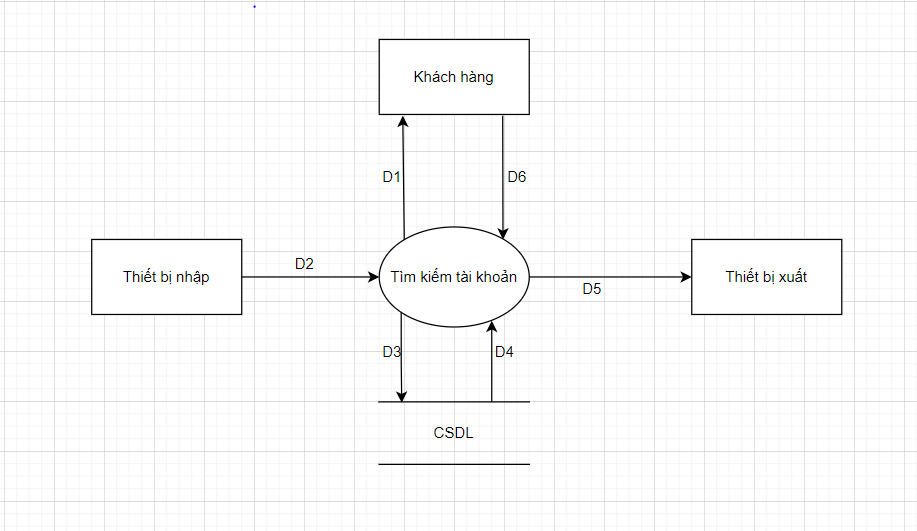 Khách hàng
D1
D6
Thiết bị nhập
D2
Tìm kiếm tài khoản
D5
Thiết bị xuất
D3
D4
CSDL